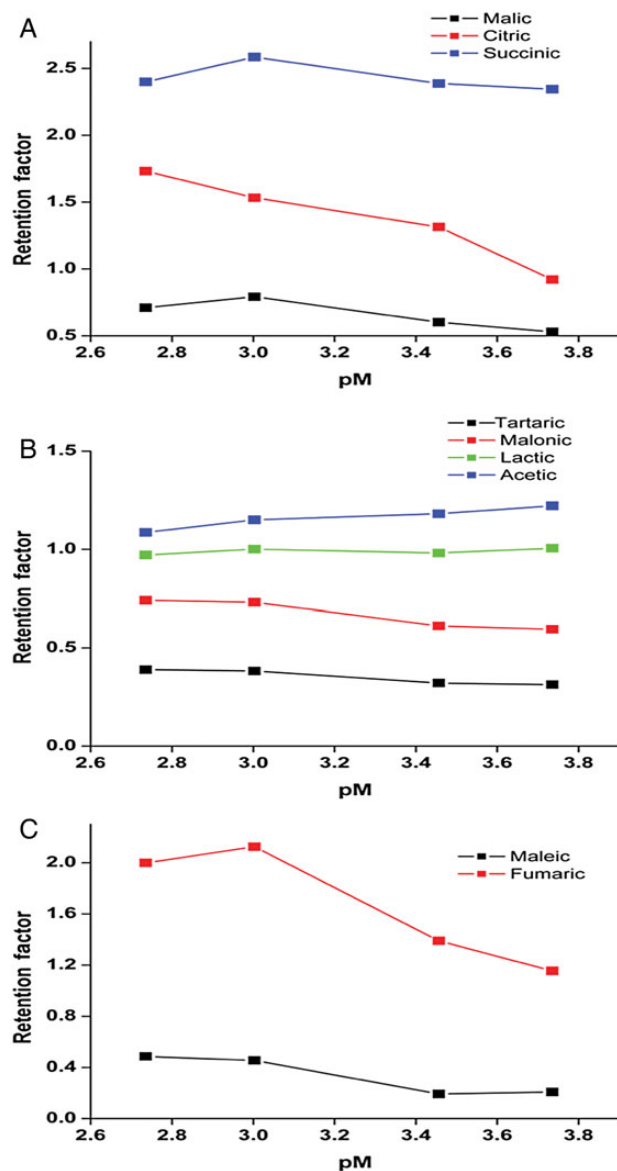 A
Malic
Citric
Succinic
2.5
2.0
1.5
1.0
0.5
Retention factor
2.6 2.8 3.0 3.2 3.4 3.6 3.8
pM
B
Tartaric
Malonic
Lactic
Acetic
1.5
1.0
0.5
0.0
Retention factor
2.6 2.8 3.0 3.2 3.4 3.6 3.8
pM
C
Maleic
Fumaric
2.0
1.6
1.2
0.8
0.4
0.0
Retention factor
2.6 2.8 3.0 3.2 3.4 3.6 3.8
pM